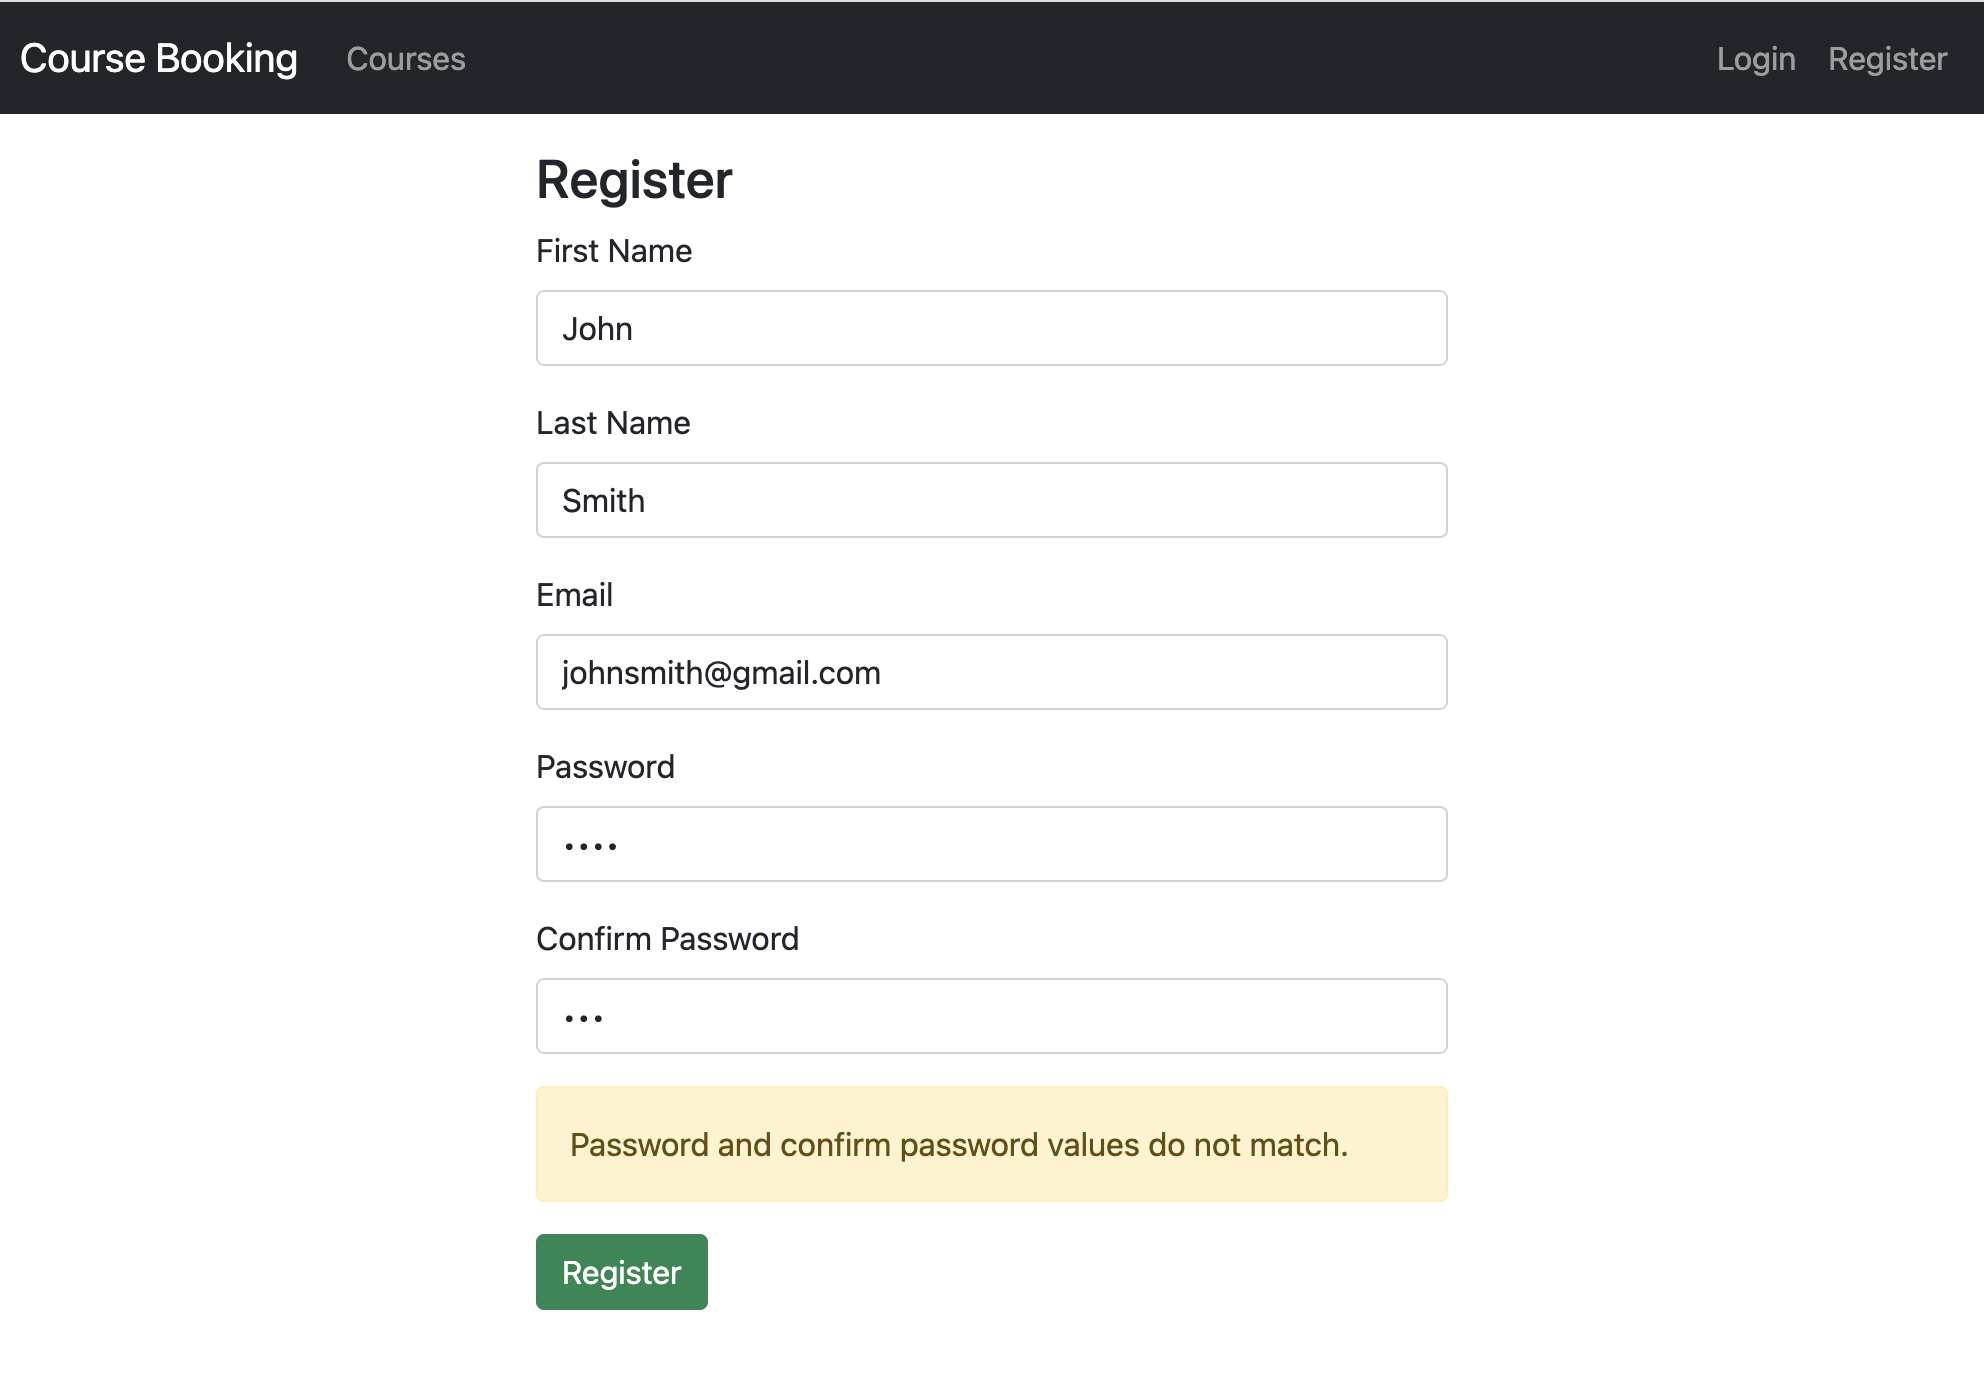 Course Booking Courses Login Register
Register
First Name
John
Last Name
Smith
Email
johnsmith@gmail.com
Password
••••
Confirm Password
•••
Password and confirm password values do not match.
Register